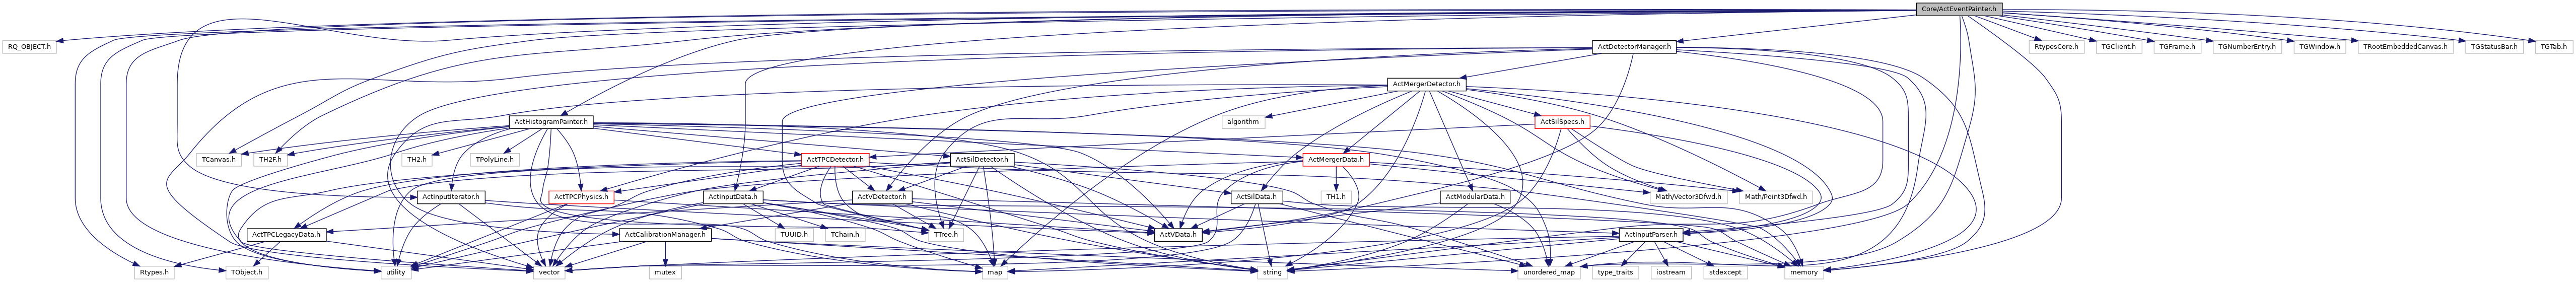 Core/ActEventPainter.h
RQ_OBJECT.h
ActDetectorManager.h
RtypesCore.h
TGClient.h
TGFrame.h
TGNumberEntry.h
TGWindow.h
TRootEmbeddedCanvas.h
TGStatusBar.h
TGTab.h
ActMergerDetector.h
ActHistogramPainter.h
algorithm
ActSilSpecs.h
TCanvas.h
TH2F.h
TH2.h
TPolyLine.h
ActTPCDetector.h
ActSilDetector.h
ActMergerData.h
ActInputIterator.h
ActTPCPhysics.h
ActInputData.h
ActVDetector.h
ActSilData.h
TH1.h
ActModularData.h
Math/Vector3Dfwd.h
Math/Point3Dfwd.h
ActTPCLegacyData.h
ActCalibrationManager.h
TUUID.h
TChain.h
TTree.h
ActVData.h
ActInputParser.h
Rtypes.h
TObject.h
utility
vector
mutex
map
string
unordered_map
type_traits
iostream
stdexcept
memory